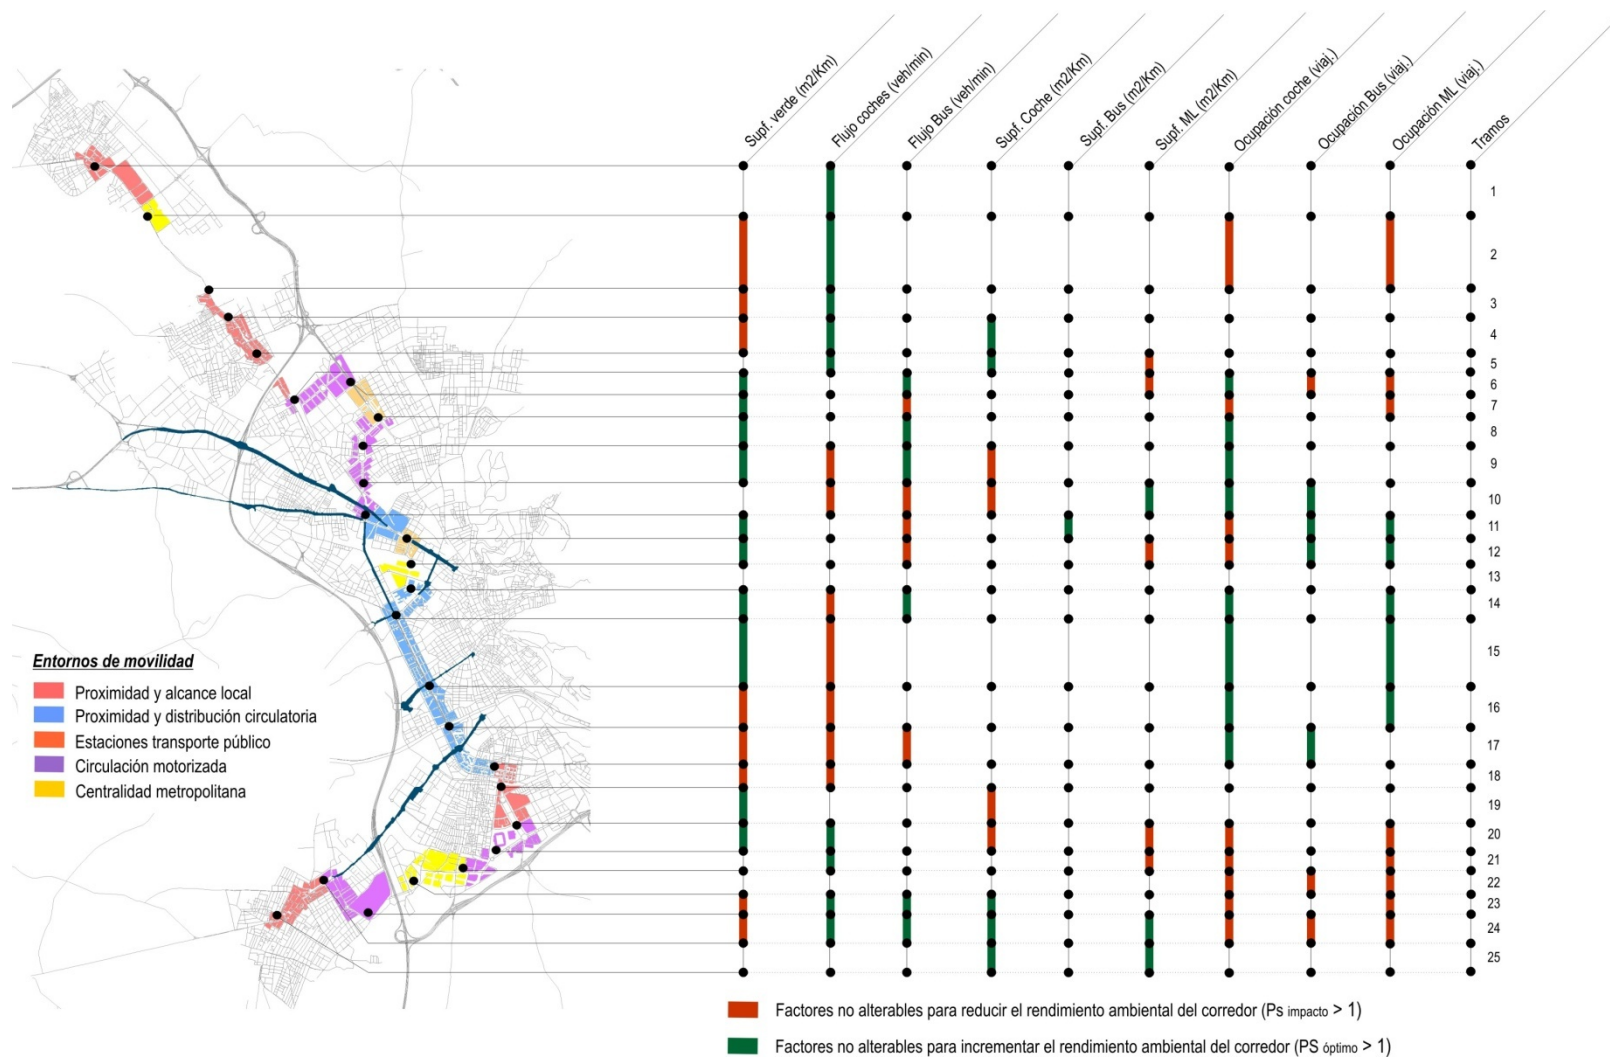 Supf. verde (m2/Km)
Flujo coches (veh/min)
Flujo Bus (veh/min)
Supf. Coche (m2/Km)
Supf. Bus (m2/Km)
Supf. ML (m2/Km)
Ocupación coche (viaj.)
Ocupación Bus (viaj.)
Ocupación ML (viaj.)
Tramos
1
2
3
4
5
6
7
8
9
10
11
12
13
14
15
16
17
18
19
20
21
22
23
24
25
Entornos de movilidad
Proximidad y alcance local
Proximidad y distribución circulatoria
Estaciones transporte público
Circulación motorizada
Centralidad metropolitana
Factores no alterables para reducir el rendimiento ambiental del corredor (Ps impacto > 1)
Factores no alterables para incrementar el rendimiento ambiental del corredor (PS óptimo > 1)